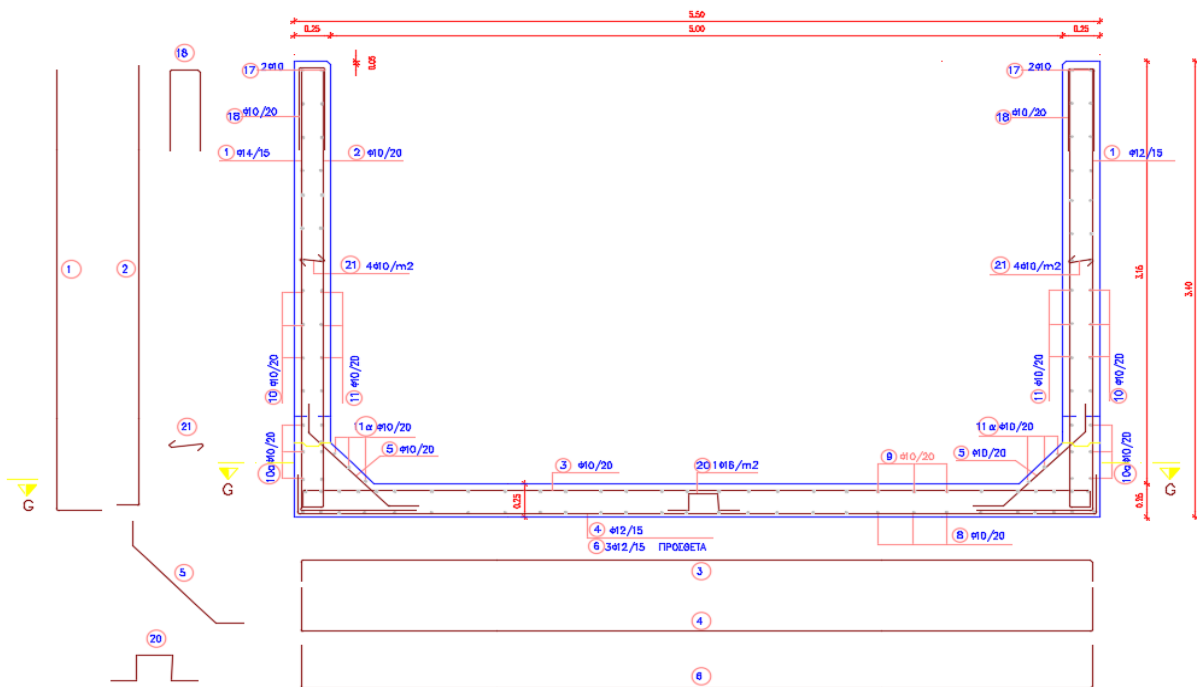 5.50
0.25 5.00 0.25
0.05
18
17 2Φ10
17 2Φ10
18 Φ10/20
18 Φ10/20
1 Φ14/15
2 Φ10/20
1 Φ12/15
1
2
21 4Φ10/m2
21 4Φ10/m2
3.15
3.40
10 Φ10/20
11 Φ10/20
11 Φ10/20
10 Φ10/20
21
11α Φ10/20
11α Φ10/20
5 Φ10/20
5 Φ10/20
10α Φ10/20
10α Φ10/20
3 Φ10/20
20 1Φ16/m2
9 Φ10/20
G
G
G
0.25
0.25
4 Φ12/15
6 3Φ12/15 ΠΡΟΣΘΕΤΑ
8 Φ10/20
5
3
4
20
6